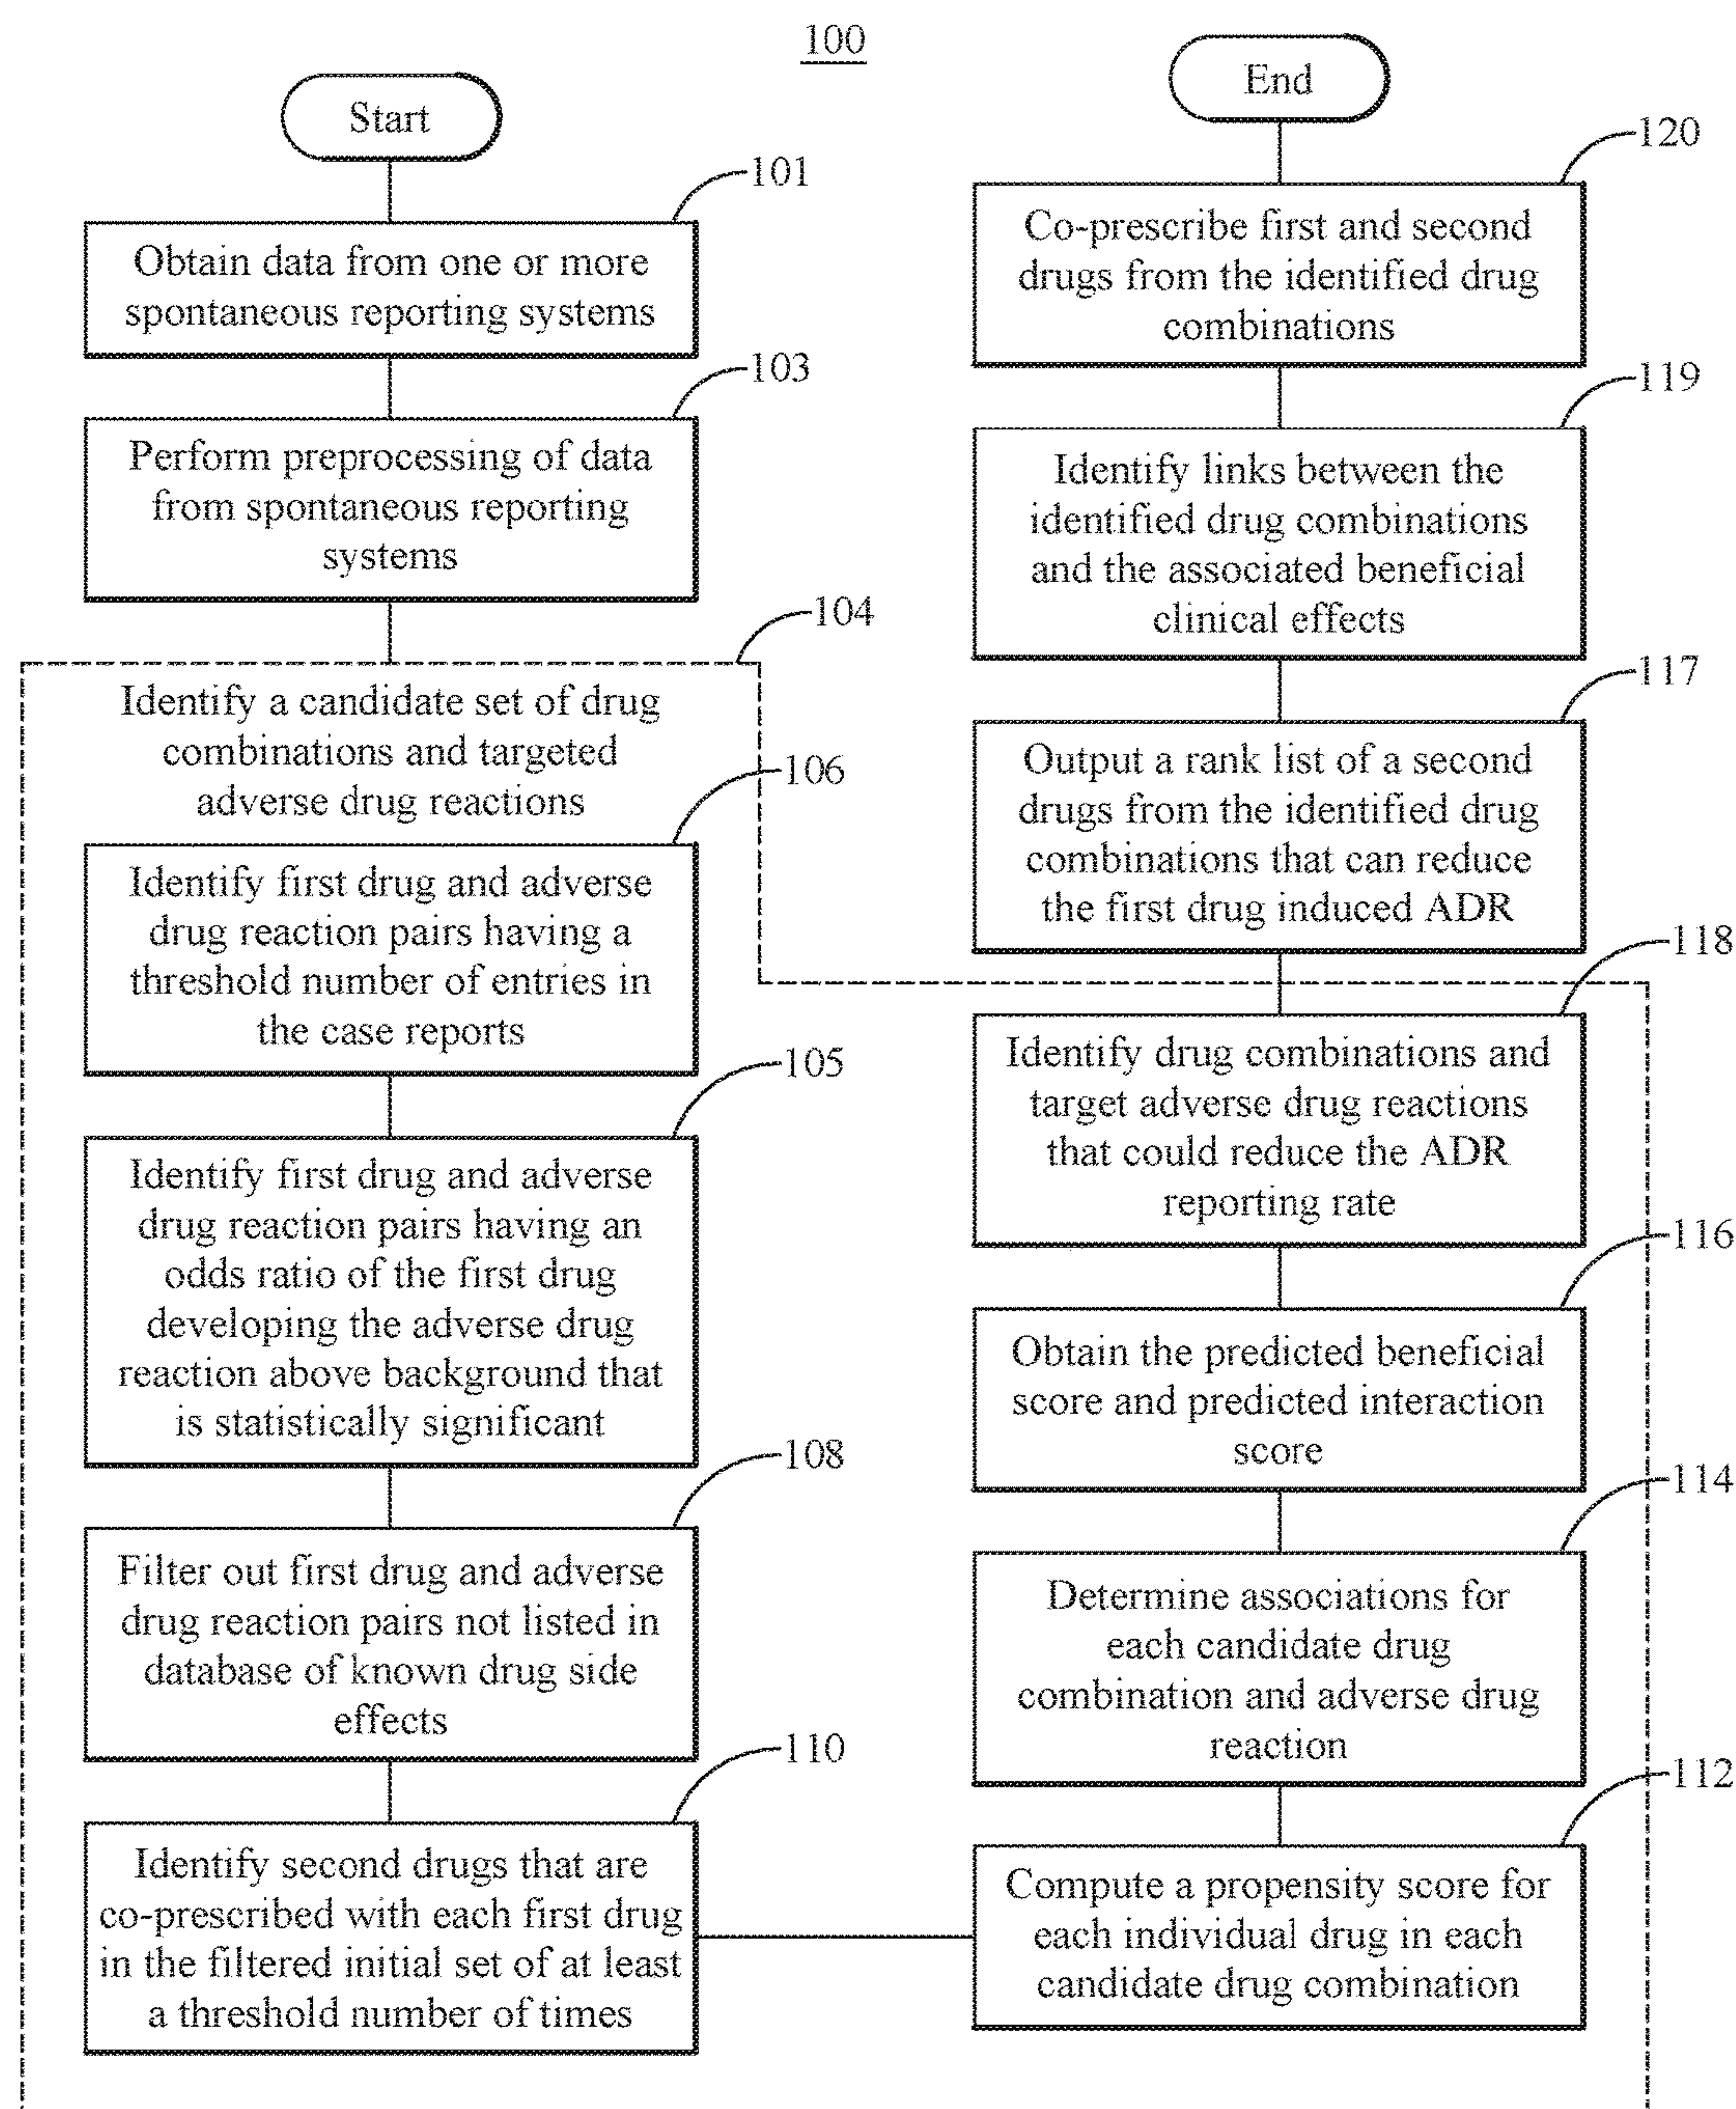 100
Start
101
Obtain data from one or more
spontaneous reporting systems
103
Perform preprocessing of data
from spontaneous reporting
systems
104
Identify a candidate set of drug
combinations and targeted
adverse drug reactions
106
Identify first drug and adverse
drug reaction pairs having a
threshold number of entries in
the case reports
105
Identify first drug and adverse
drug reaction pairs having an
odds ratio of the first drug
developing the adverse drug
reaction above background that
is statistically significant
108
Filter out first drug and adverse
drug reaction pairs not listed in
database of known drug side
effects
110
Identify second drugs that are
co-prescribed with each first drug
in the filtered initial set of at least
a threshold number of times
112
Compute a propensity score for
each individual drug in each
candidate drug combination
114
Determine associations for
each candidate drug
combination and adverse drug
reaction
116
Obtain the predicted beneficial
score and predicted interaction
score
118
Identify drug combinations and
target adverse drug reactions
that could reduce the ADR
reporting rate
117
Output a rank list of a second
drugs from the identified drug
combinations that can reduce
the first drug induced ADR
119
Identify links between the
identified drug combinations
and the associated beneficial
clinical effects
120
Co-prescribe first and second
drugs from the identified drug
combinations
End